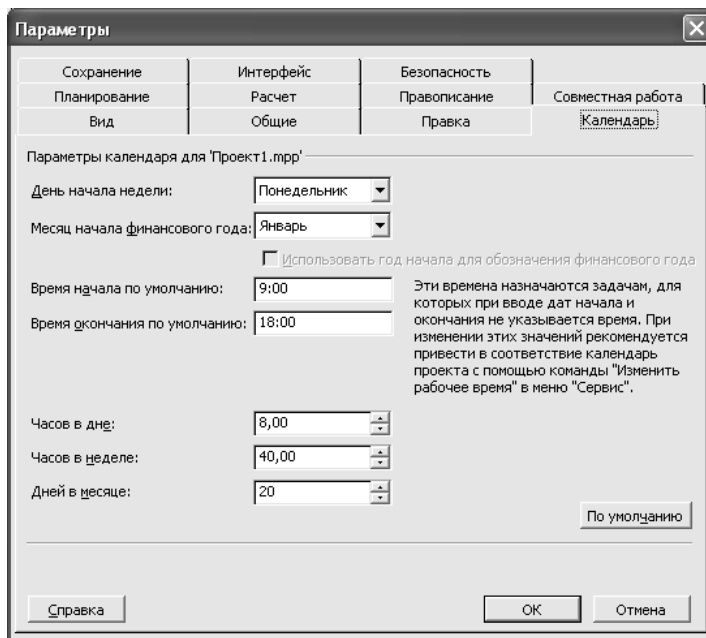 Параметры
Сохранение Интерфейс Безопасность
Планирование Расчет Правописание Совместная работа
Вид Общие Правка Календарь
Параметры календаря для 'Проект1.mpp'
День начала недели: Понедельник
Месяц начала финансового года: Январь
Использовать год начала для обозначения финансового года
Время начала по умолчанию: 9:00
Время окончания по умолчанию: 18:00
Эти времена назначаются задачам, для
которых при вводе дат начала и
окончания не указывается время. При
изменении этих значений рекомендуется
привести в соответствие календарь
проекта с помощью команды "Изменить
рабочее время" в меню "Сервис".
Часов в дне: 8,00
Часов в неделе: 40,00
Дней в месяце: 20
По умолчанию
Справка ОК Отмена